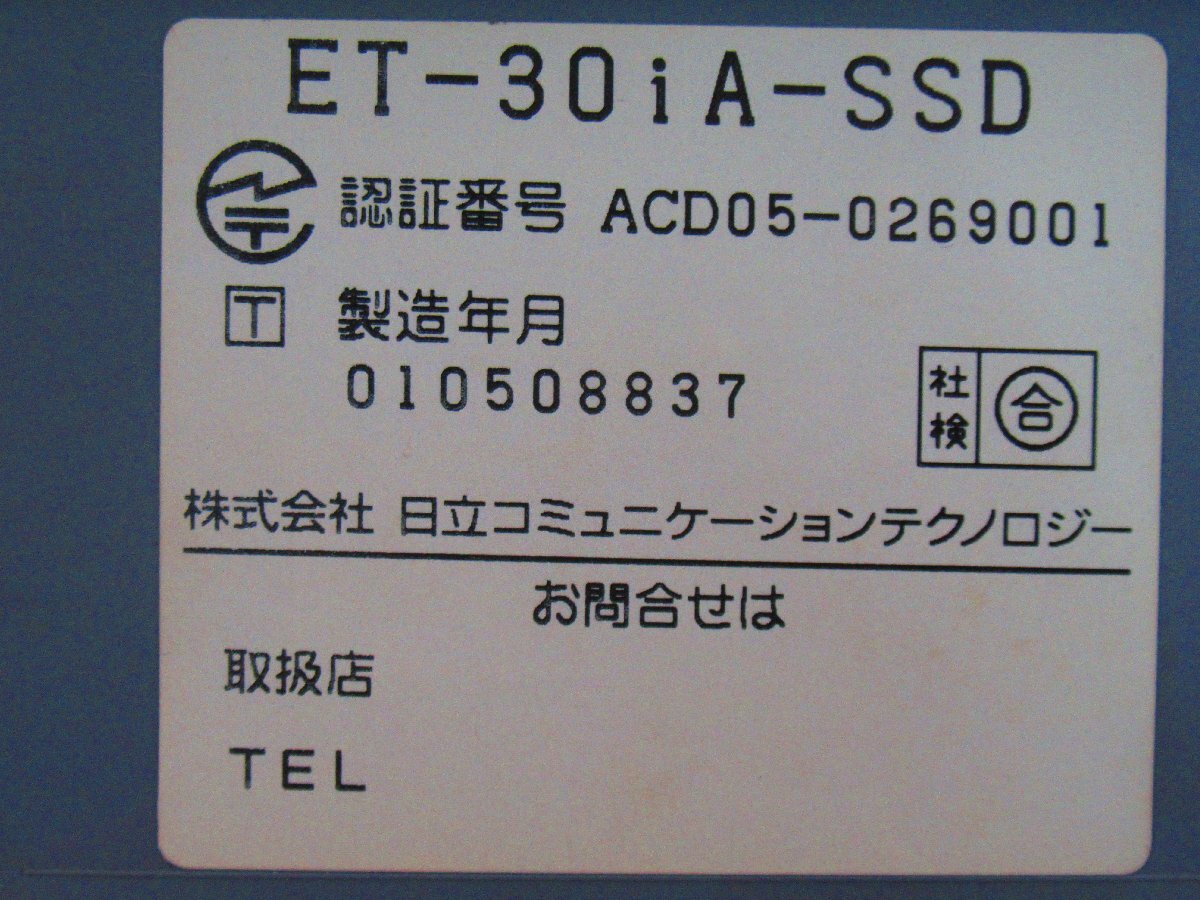 ET-30iA-SSD
認証番号 ACD05-0269001
T 製造年月
010508837
社検 合
株式会社 日立コミュニケーションテクノロジー
お問合せは
取扱店
TEL